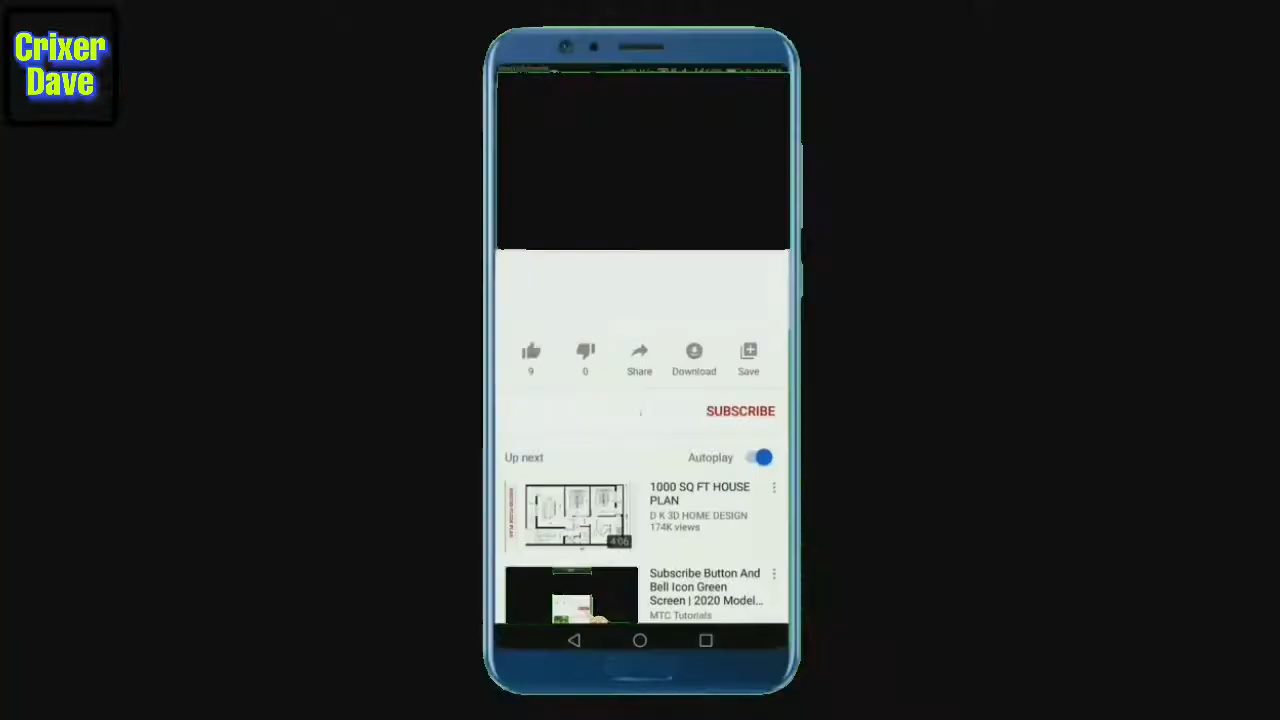 Crixer
Dave
9
0
Share
Download
Save
SUBSCRIBE
Up next
Autoplay
1000 SQ FT HOUSE
PLAN
D K 3D HOME DESIGN
174K views
4:06
Subscribe Button And
Bell Icon Green
Screen | 2020 Model...
MTC Tutorials